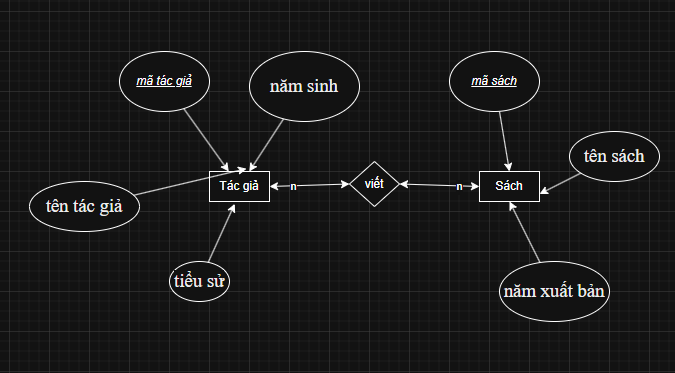 mã tác giả
năm sinh
mã sách
tên sách
Tác giả
n
viết
n
Sách
tên tác giả
tiểu sử
năm xuất bản